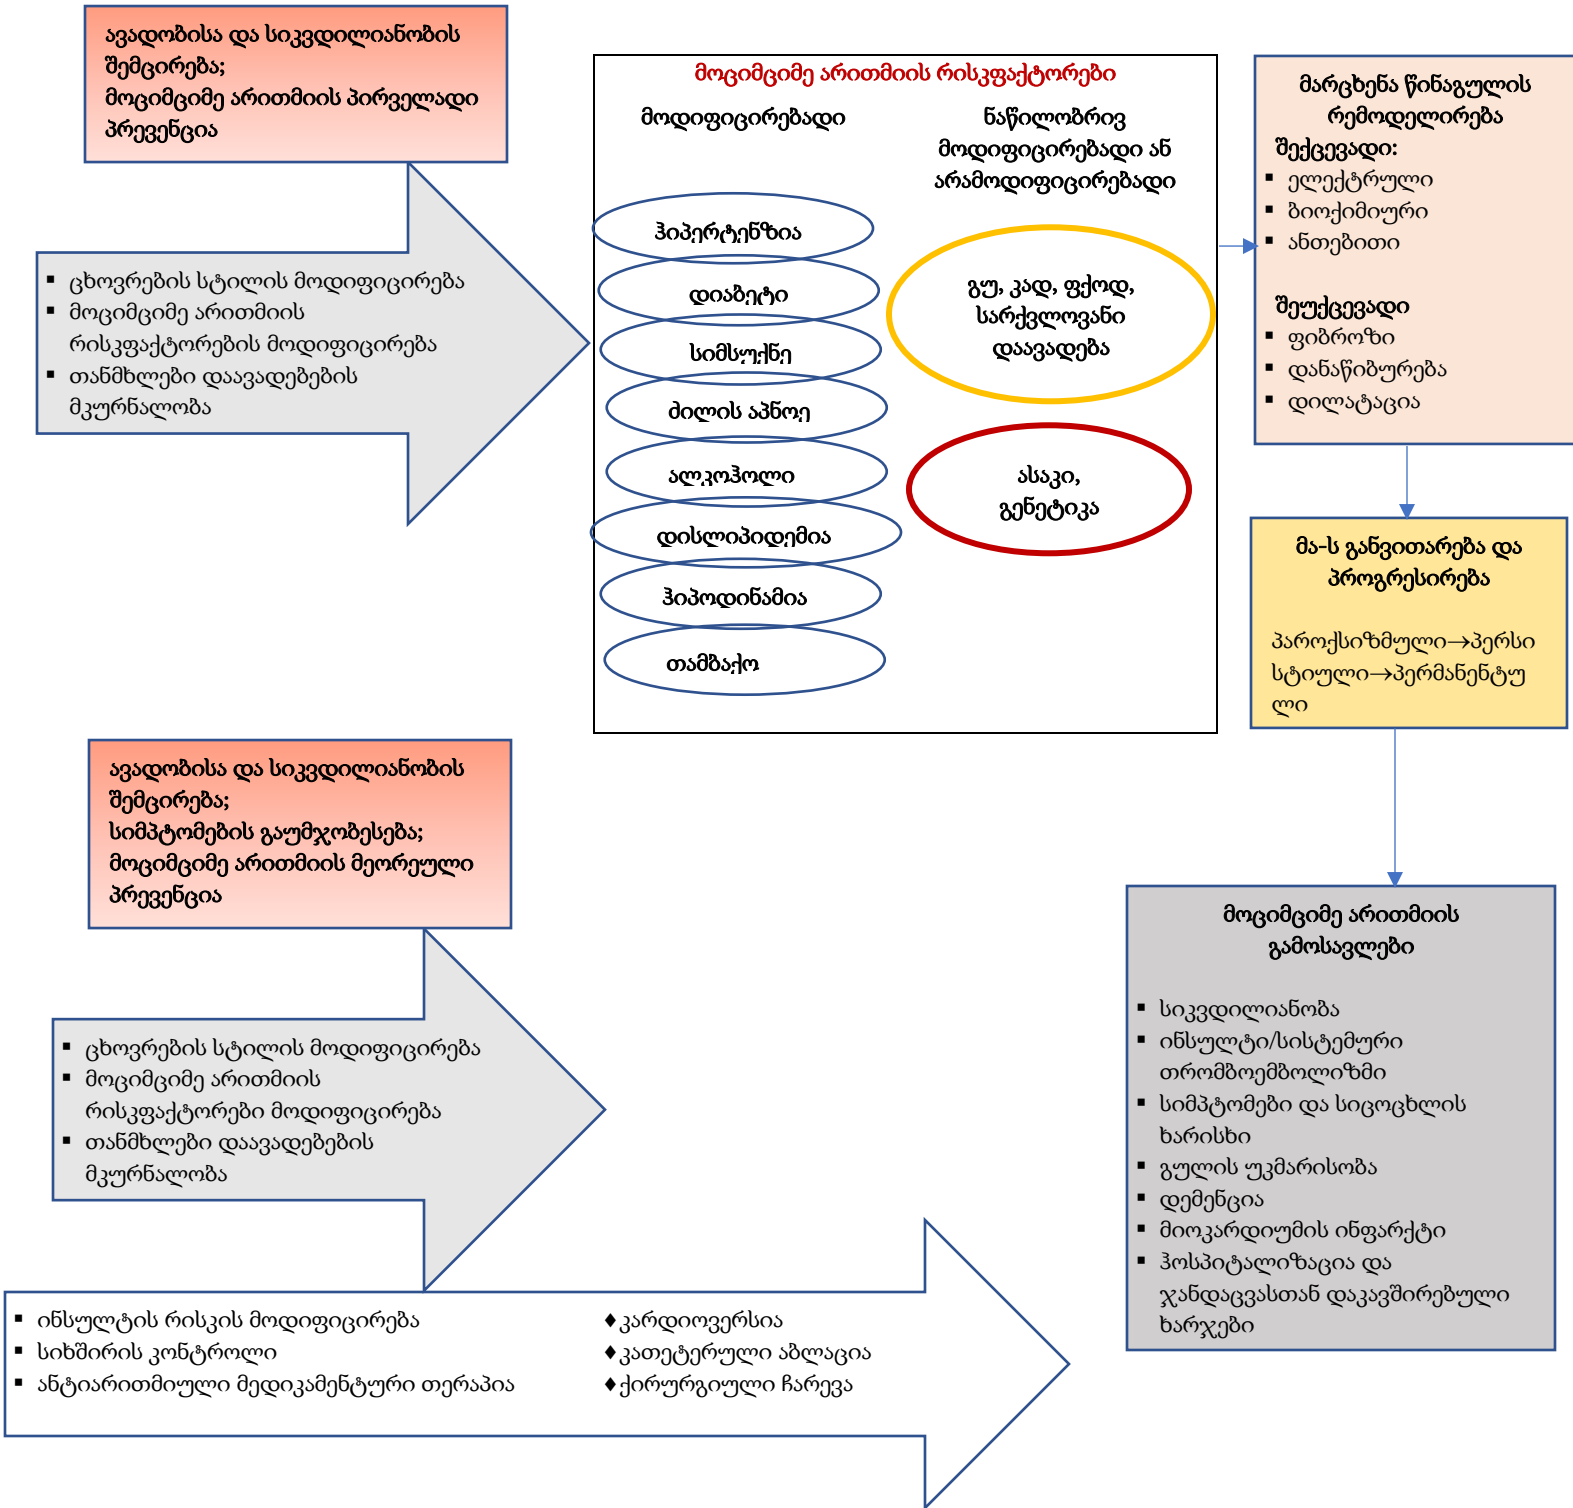 ავადობისა და სიკვდილიანობის
შემცირება;
მოციმციმე არითმიის პირველადი
პრევენცია
▪ ცხოვრების სტილის მოდიფიცირება
▪ მოციმციმე არითმიის
რისკფაქტორების მოდიფიცირება
▪ თანმხლები დაავადებების
მკურნალობა
მოციმციმე არითმიის რისკფაქტორები
მოდიფიცირებადი
ჰიპერტენზია
დიაბეტი
სიმსუქნე
ძილის აპნოე
ალკოჰოლი
დისლიპიდემია
ჰიპოდინამია
თამბაქო
ნაწილობრივ
მოდიფიცირებადი ან
არამოდიფიცირებადი
გუ, კად, ფქოდ,
სარქვლოვანი
დაავადება
ასაკი,
გენეტიკა
მარცხენა წინაგულის
რემოდელირება
შექცევადი:
▪ ელექტრული
▪ ბიოქიმიური
▪ ანთებითი
შეუქცევადი
▪ ფიბროზი
▪ დანაწიბურება
▪ დილატაცია
მა-ს განვითარება და
პროგრესირება
პაროქსიზმული→პერსი
სტიული→პერმანენტუ
ლი
ავადობისა და სიკვდილიანობის
შემცირება;
სიმპტომების გაუმჯობესება;
მოციმციმე არითმიის მეორეული
პრევენცია
▪ ცხოვრების სტილის მოდიფიცირება
▪ მოციმციმე არითმიის
რისკფაქტორები მოდიფიცირება
▪ თანმხლები დაავადებების
მკურნალობა
▪ ინსულტის რისკის მოდიფიცირება
▪ სიხშირის კონტროლი
▪ ანტიარითმიული მედიკამენტური თერაპია
♦კარდიოვერსია
♦კათეტერული აბლაცია
♦ქირურგიული ჩარევა
მოციმციმე არითმიის
გამოსავლები
▪ სიკვდილიანობა
▪ ინსულტი/სისტემური
თრომბოემბოლიზმი
▪ სიმპტომები და სიცოცხლის
ხარისხი
▪ გულის უკმარისობა
▪ დემენცია
▪ მიოკარდიუმის ინფარქტი
▪ ჰოსპიტალიზაცია და
ჯანდაცვასთან დაკავშირებული
ხარჯები